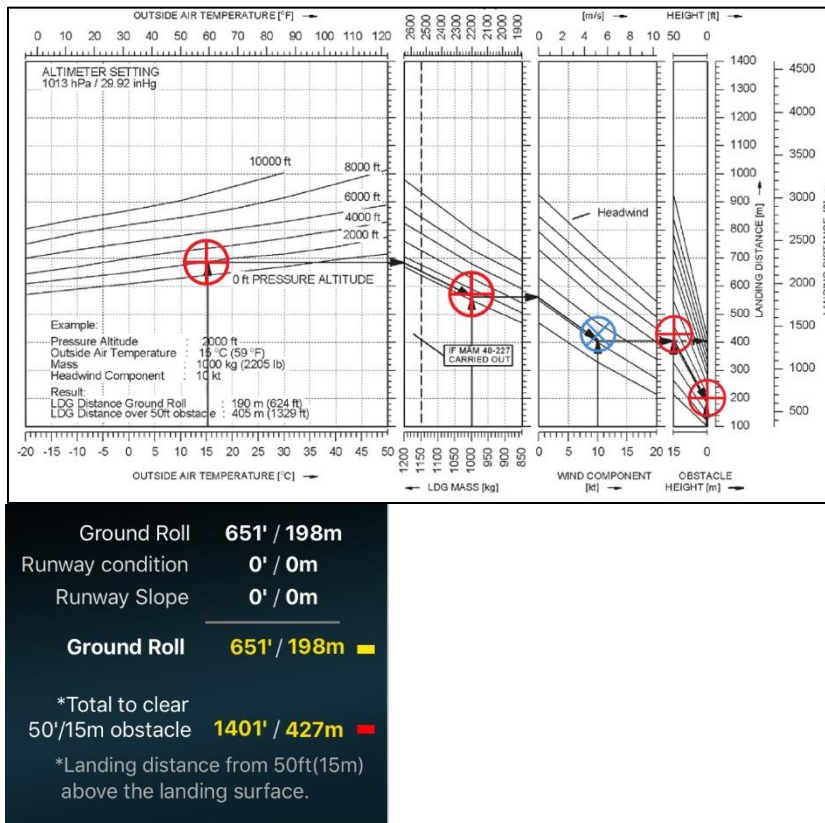 OUTSIDE AIR TEMPERATURE [°F]
[m/s]
HEIGHT [ft]
0 10 20 30 40 50 60 70 80 90 100 110 120
2600 2500 2400 2300 2200 2100 2000 1900
0 5 10
50 0
ALTIMETER SETTING
1013 hPa / 29.92 inHg
10000 ft
8000 ft
6000 ft
4000 ft
2000 ft
0 ft PRESSURE ALTITUDE
Headwind
IF MAM 40-227
CARRIED OUT
Example:
Pressure Altitude : 2000 ft
Outside Air Temperature : 15 °C (59 °F)
Mass : 1000 kg (2205 lb)
Headwind Component : 10 kt
Result:
LDG Distance Ground Roll : 190 m (624 ft)
LDG Distance over 50ft obstacle : 405 m (1329 ft)
1400
1300
1200
1100
1000
900
800
700
600
500
400
300
200
100
LANDING DISTANCE [m]
4500
4000
3500
3000
2500
2000
1500
1000
500
-20 -15 -10 -5 0 5 10 15 20 25 30 35 40 45 50
1200 1150 1100 1050 1000 950 900 850
0 5 10 15 20
15 0
OUTSIDE AIR TEMPERATURE [°C]
LDG MASS [kg]
WIND COMPONENT
[kt]
OBSTACLE
HEIGHT [m]
Ground Roll 651' / 198m
Runway condition 0' / 0m
Runway Slope 0' / 0m
Ground Roll 651' / 198m
*Total to clear
50'/15m obstacle 1401' / 427m
*Landing distance from 50ft(15m)
above the landing surface.